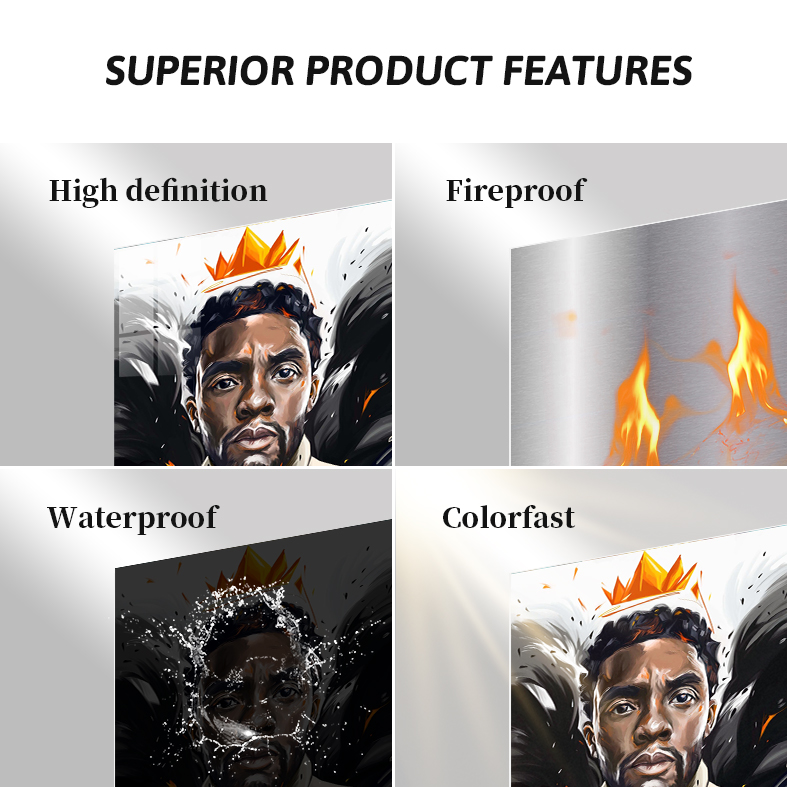 SUPERIOR PRODUCT FEATURES
High definition
Fireproof
Waterproof
Colorfast